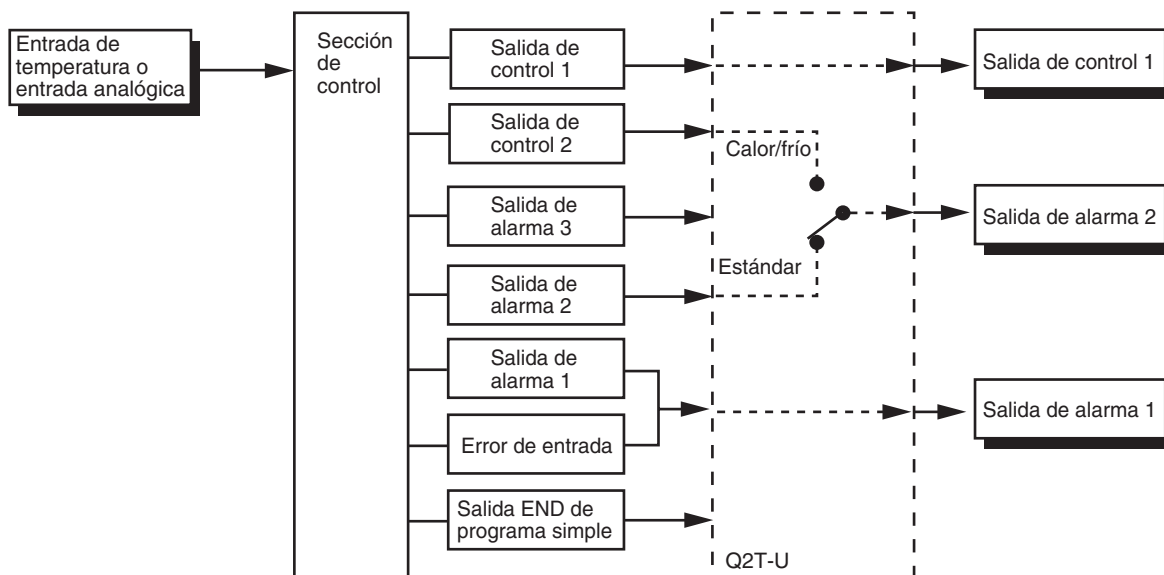 Entrada de
temperatura o
entrada analógica
Sección
de
control
Salida de
control 1
Salida de
control 2
Salida de
alarma 3
Salida de
alarma 2
Salida de
alarma 1
Error de entrada
Salida END de
programa simple
Calor/frío
Estándar
Q2T-U
Salida de control 1
Salida de alarma 2
Salida de alarma 1